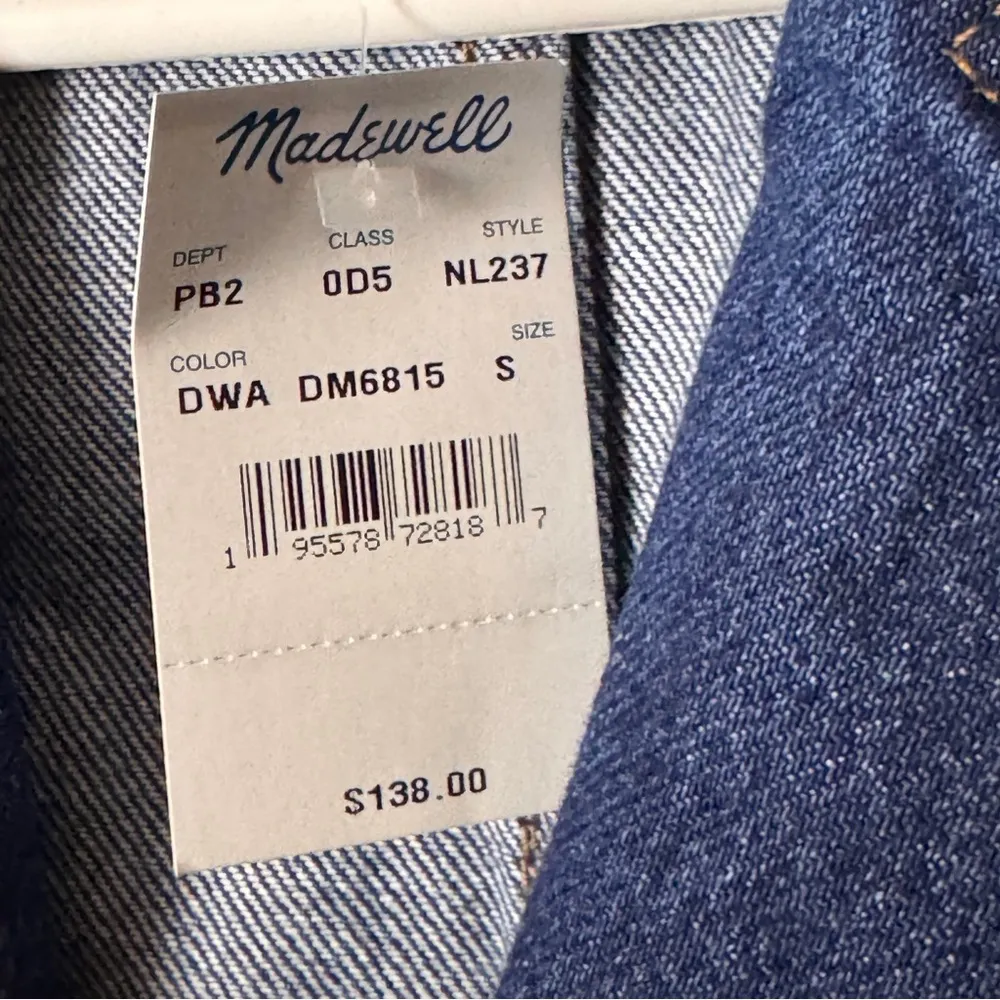 Madewell
DEPT CLASS STYLE
PB2 0D5 NL237
COLOR SIZE
DWA DM6815 S
1 95578 72818 7
$138.00